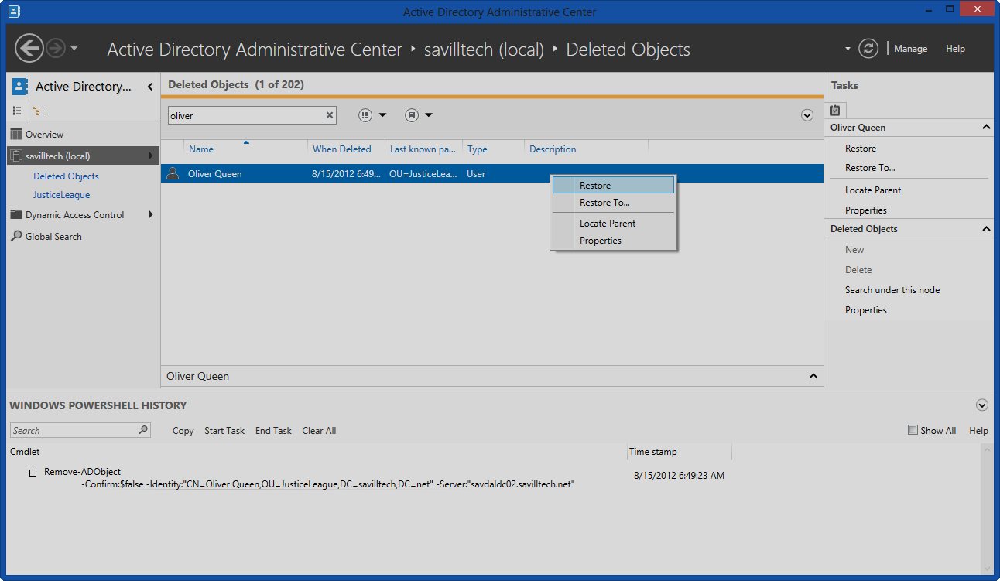 Active Directory Administrative Center
Active Directory Administrative Center savilltech (local) Deleted Objects
Manage Help
Active Directory...
Overview
savilltech (local)
Deleted Objects
JusticeLeague
Dynamic Access Control
Global Search
Deleted Objects (1 of 202)
oliver
Name When Deleted Last known pa... Type Description
Oliver Queen 8/15/2012 6:49... OU=JusticeLea... User
Restore
Restore To...
Locate Parent
Properties
Oliver Queen
Tasks
Oliver Queen
Restore
Restore To...
Locate Parent
Properties
Deleted Objects
New
Delete
Search under this node
Properties
WINDOWS POWERSHELL HISTORY
Search Copy Start Task End Task Clear All Show All Help
Cmdlet Time stamp
Remove-ADObject
-Confirm:$false -Identity:"CN=Oliver Queen,OU=JusticeLeague,DC=savilltech,DC=net" -Server:"savdaldc02.savilltech.net"
8/15/2012 6:49:23 AM